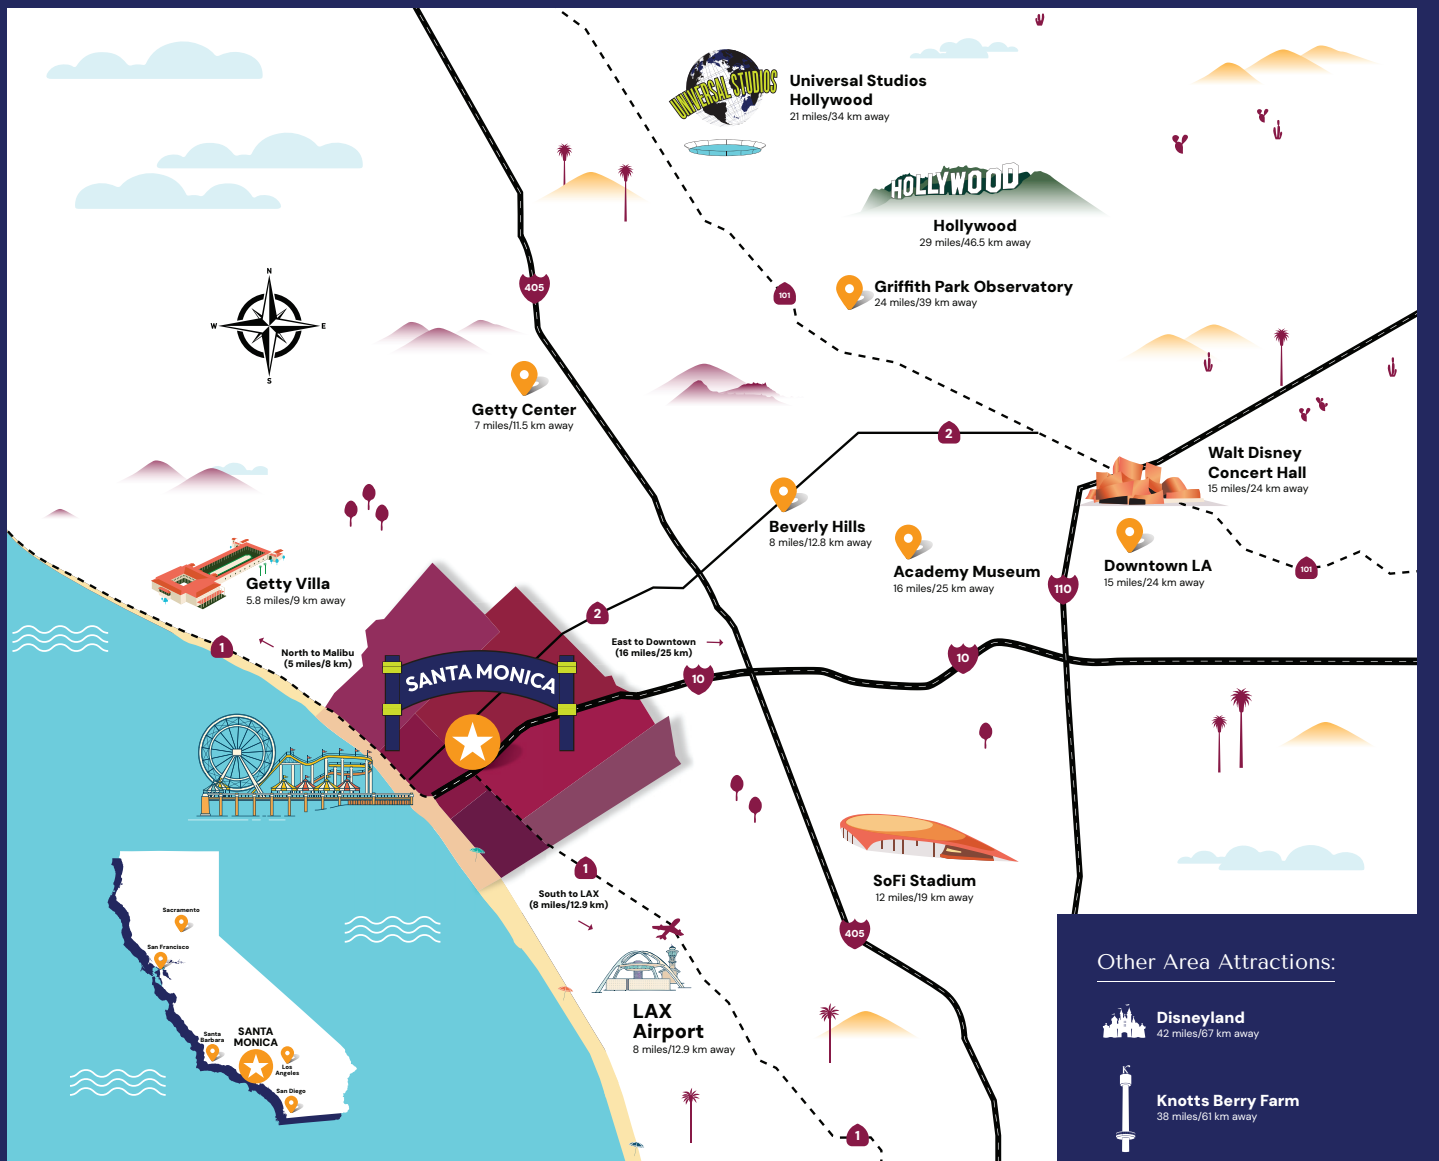 UNIVERSAL STUDIOS
Universal Studios
Hollywood
21 miles/34 km away
HOLLYWOOD
Hollywood
29 miles/46.5 km away
N
W
E
S
405
101
Griffith Park Observatory
24 miles/39 km away
Getty Center
7 miles/11.5 km away
2
Walt Disney
Concert Hall
15 miles/24 km away
Beverly Hills
8 miles/12.8 km away
Academy Museum
16 miles/25 km away
Downtown LA
15 miles/24 km away
101
110
Getty Villa
5.8 miles/9 km away
2
1
North to Malibu
(5 miles/8 km)
East to Downtown
(16 miles/25 km)
10
10
SANTA MONICA
1
South to LAX
(8 miles/12.9 km)
SoFi Stadium
12 miles/19 km away
405
LAX
Airport
8 miles/12.9 km away
1
Sacramento
San Francisco
Santa
Barbara
SANTA
MONICA
Los
Angeles
San Diego
Other Area Attractions:
Disneyland
42 miles/67 km away
K
Knotts Berry Farm
38 miles/61 km away